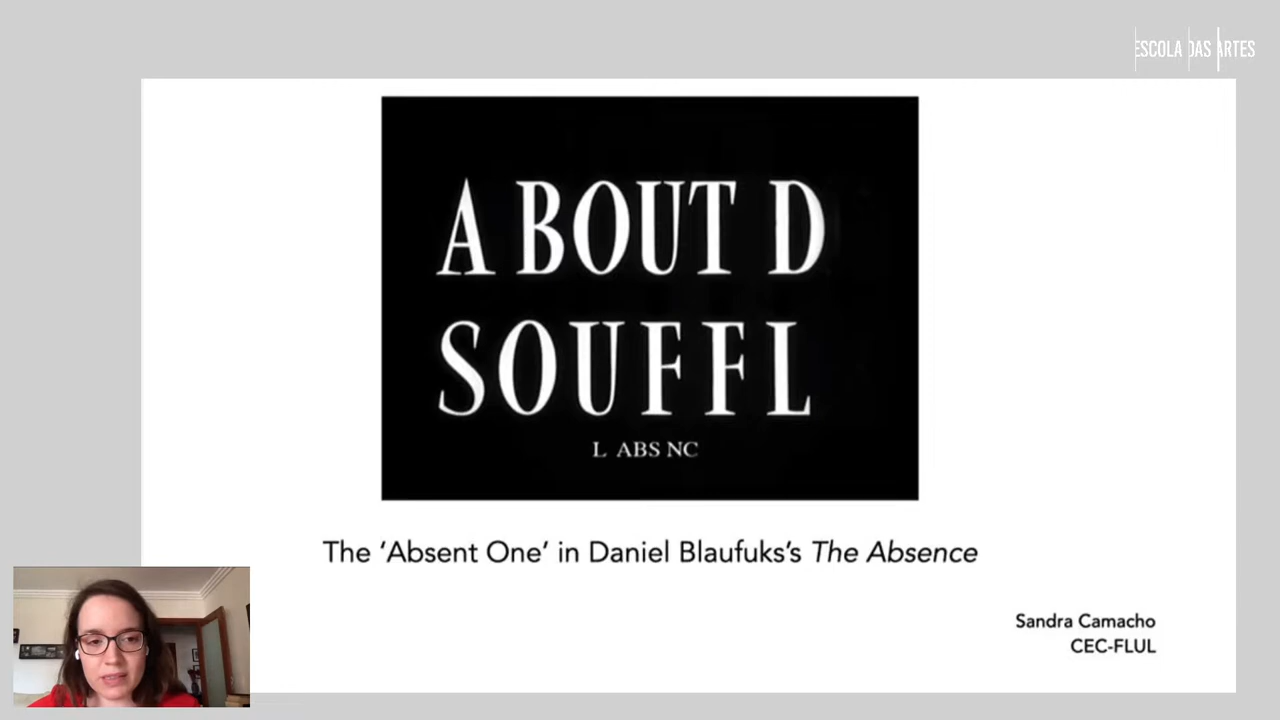 ESCOLA DAS ARTES
A BOUT D
SOUFFL
L ABS NC
The ‘Absent One’ in Daniel Blaufuks’s The Absence
Sandra Camacho
CEC-FLUL